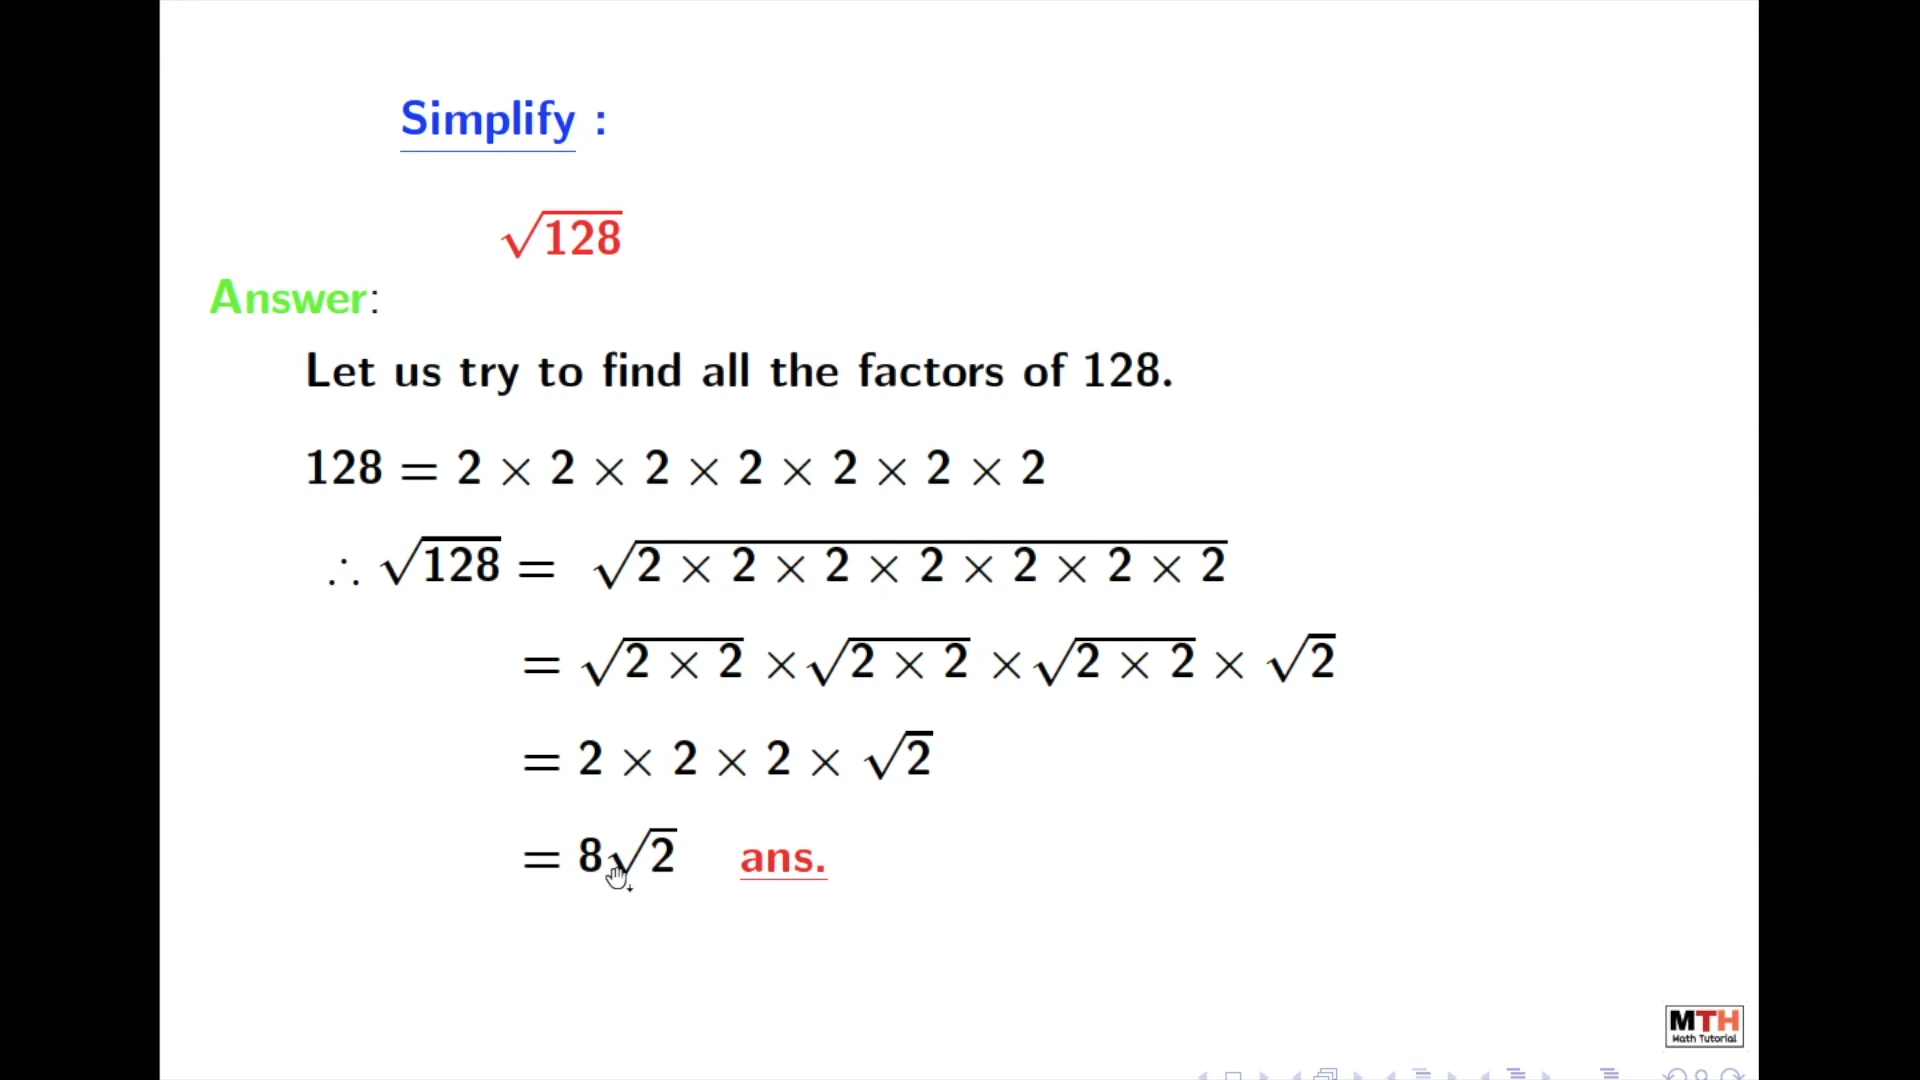 Simplify :
√128
Answer:
Let us try to find all the factors of 128.
128 = 2 × 2 × 2 × 2 × 2 × 2 × 2
∴ √128 = √2 × 2 × 2 × 2 × 2 × 2 × 2
= √2 × 2 × √2 × 2 × √2 × 2 × √2
= 2 × 2 × 2 × √2
= 8√2 ans.
MTH
Math Tutorial